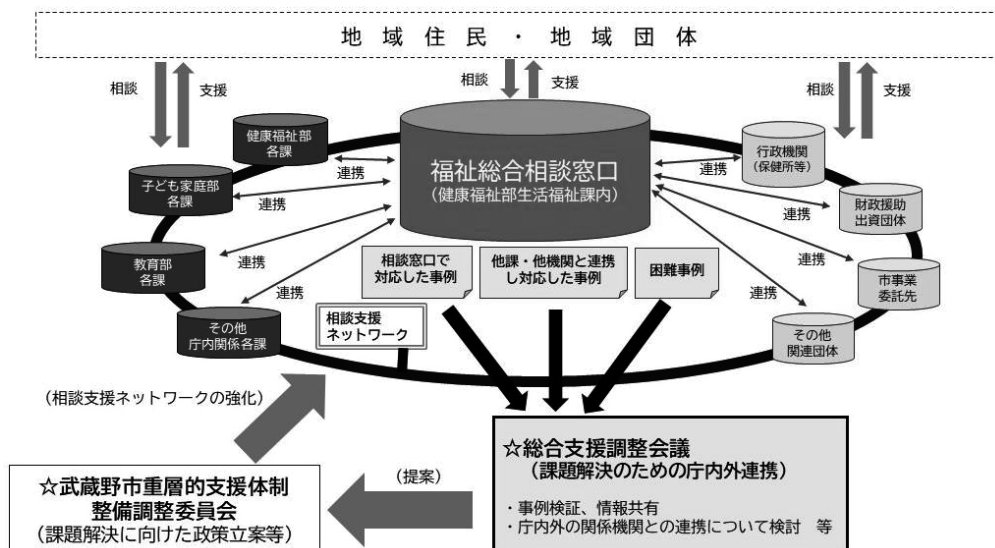 地域住民・地域団体
相談
支援
相談
支援
相談
支援
福祉総合相談窓口
（健康福祉部生活福祉課内）
健康福祉部
各課
子ども家庭部
各課
教育部
各課
その他
庁内関係各課
連携
連携
連携
連携
行政機関
（保健所等）
財政援助
出資団体
市事業
委託先
その他
関連団体
連携
連携
連携
連携
相談窓口で
対応した事例
他課・他機関と連携
し対応した事例
困難事例
相談支援
ネットワーク
（相談支援ネットワークの強化）
☆総合支援調整会議
（課題解決のための庁内外連携）
・事例検証、情報共有
・庁内外の関係機関との連携について検討　等
（提案）
☆武蔵野市重層的支援体制
整備調整委員会
（課題解決に向けた政策立案等）